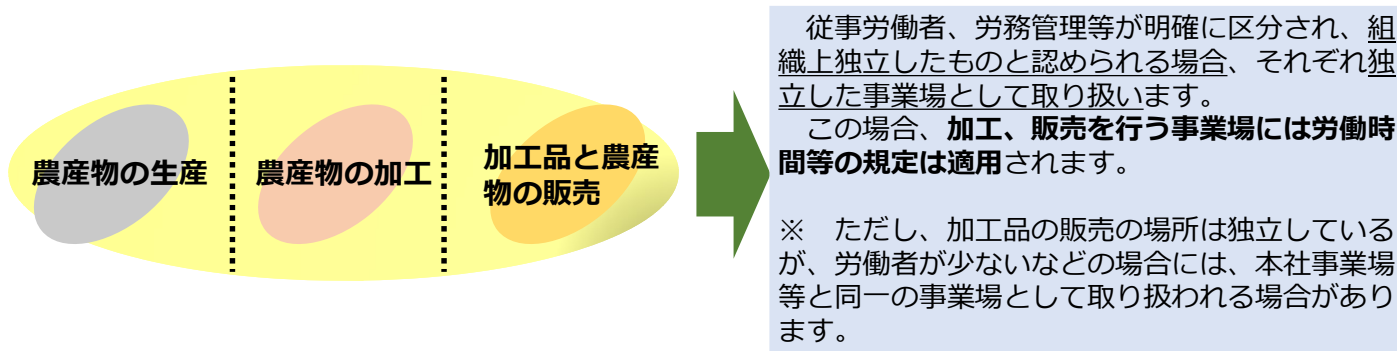 農産物の生産
農産物の加工
加工品と農産
物の販売
　従事労働者、労務管理等が明確に区分され、組
織上独立したものと認められる場合、それぞれ独
立した事業場として取り扱います。
　この場合、加工、販売を行う事業場には労働時
間等の規定は適用されます。
※　ただし、加工品の販売の場所は独立している
が、労働者が少ないなどの場合には、本社事業場
等と同一の事業場として取り扱われる場合があり
ます。